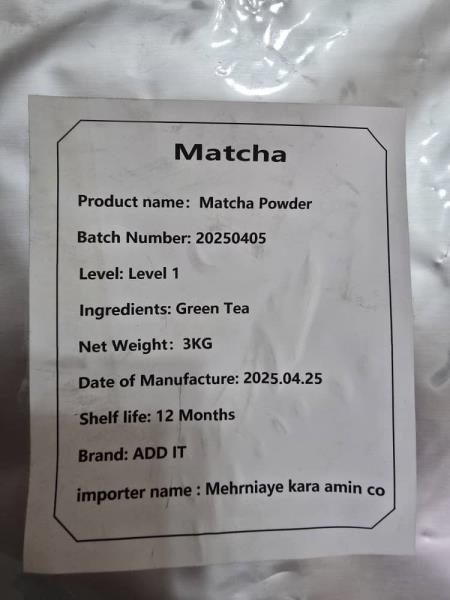 Matcha
Product name： Matcha Powder
Batch Number: 20250405
Level: Level 1
Ingredients: Green Tea
Net Weight： 3KG
Date of Manufacture: 2025.04.25
Shelf life: 12 Months
Brand: ADD IT
importer name : Mehrniaye kara amin co